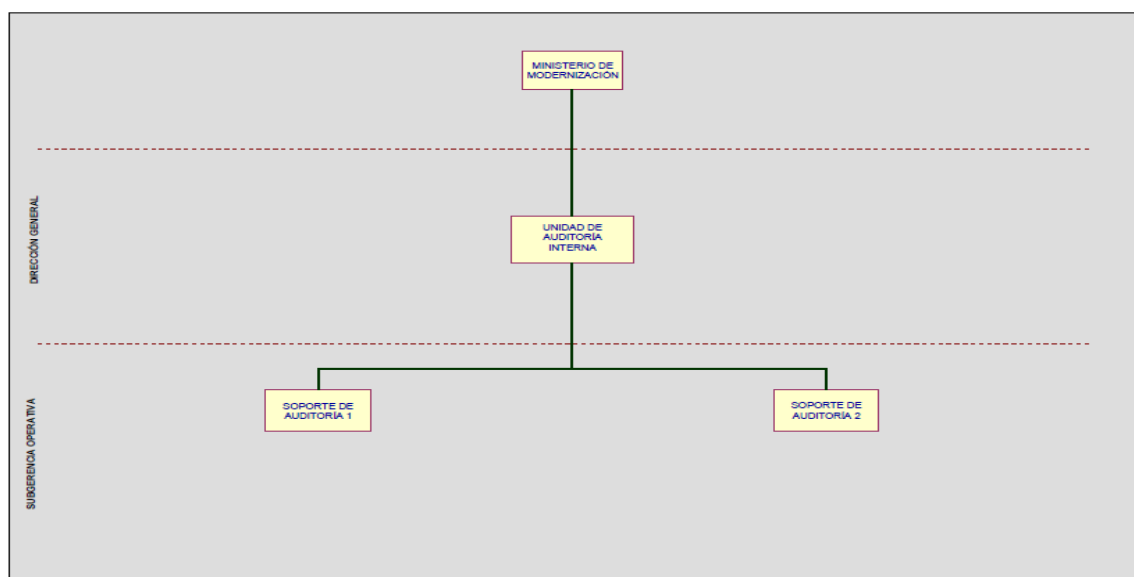 MINISTERIO DE
MODERNIZACIÓN
DIRECCIÓN GENERAL
UNIDAD DE
AUDITORÍA
INTERNA
SUBGERENCIA OPERATIVA
SOPORTE DE
AUDITORÍA 1
SOPORTE DE
AUDITORÍA 2